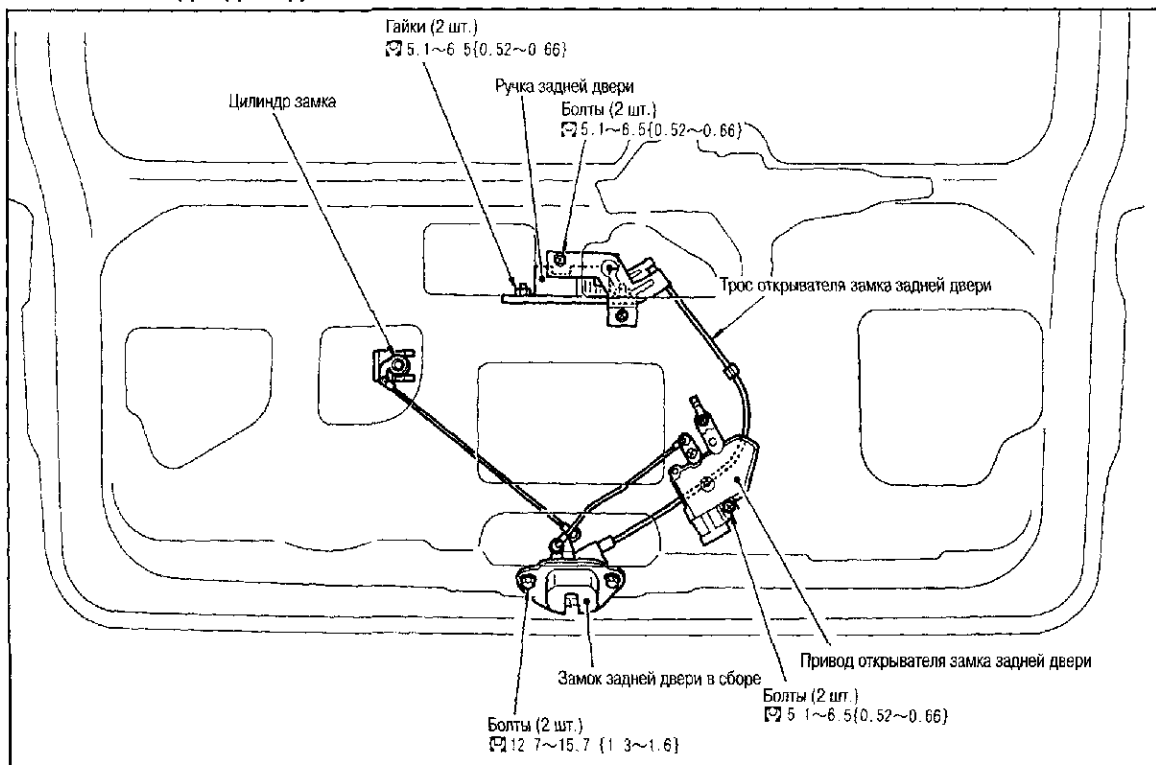 Гайки (2 шт.)
5.1~6 5{0.52~0 66}
Ручка задней двери
Цилиндр замка
Болты (2 шт.)
5.1~6.5{0.52~0.66}
Трос открывателя замка задней двери
Привод открывателя замка задней двери
Замок задней двери в сборе
Болты (2 шт.)
5 1~6.5{0.52~0.66}
Болты (2 шт.)
12 7~15.7 {1 3~1.6}